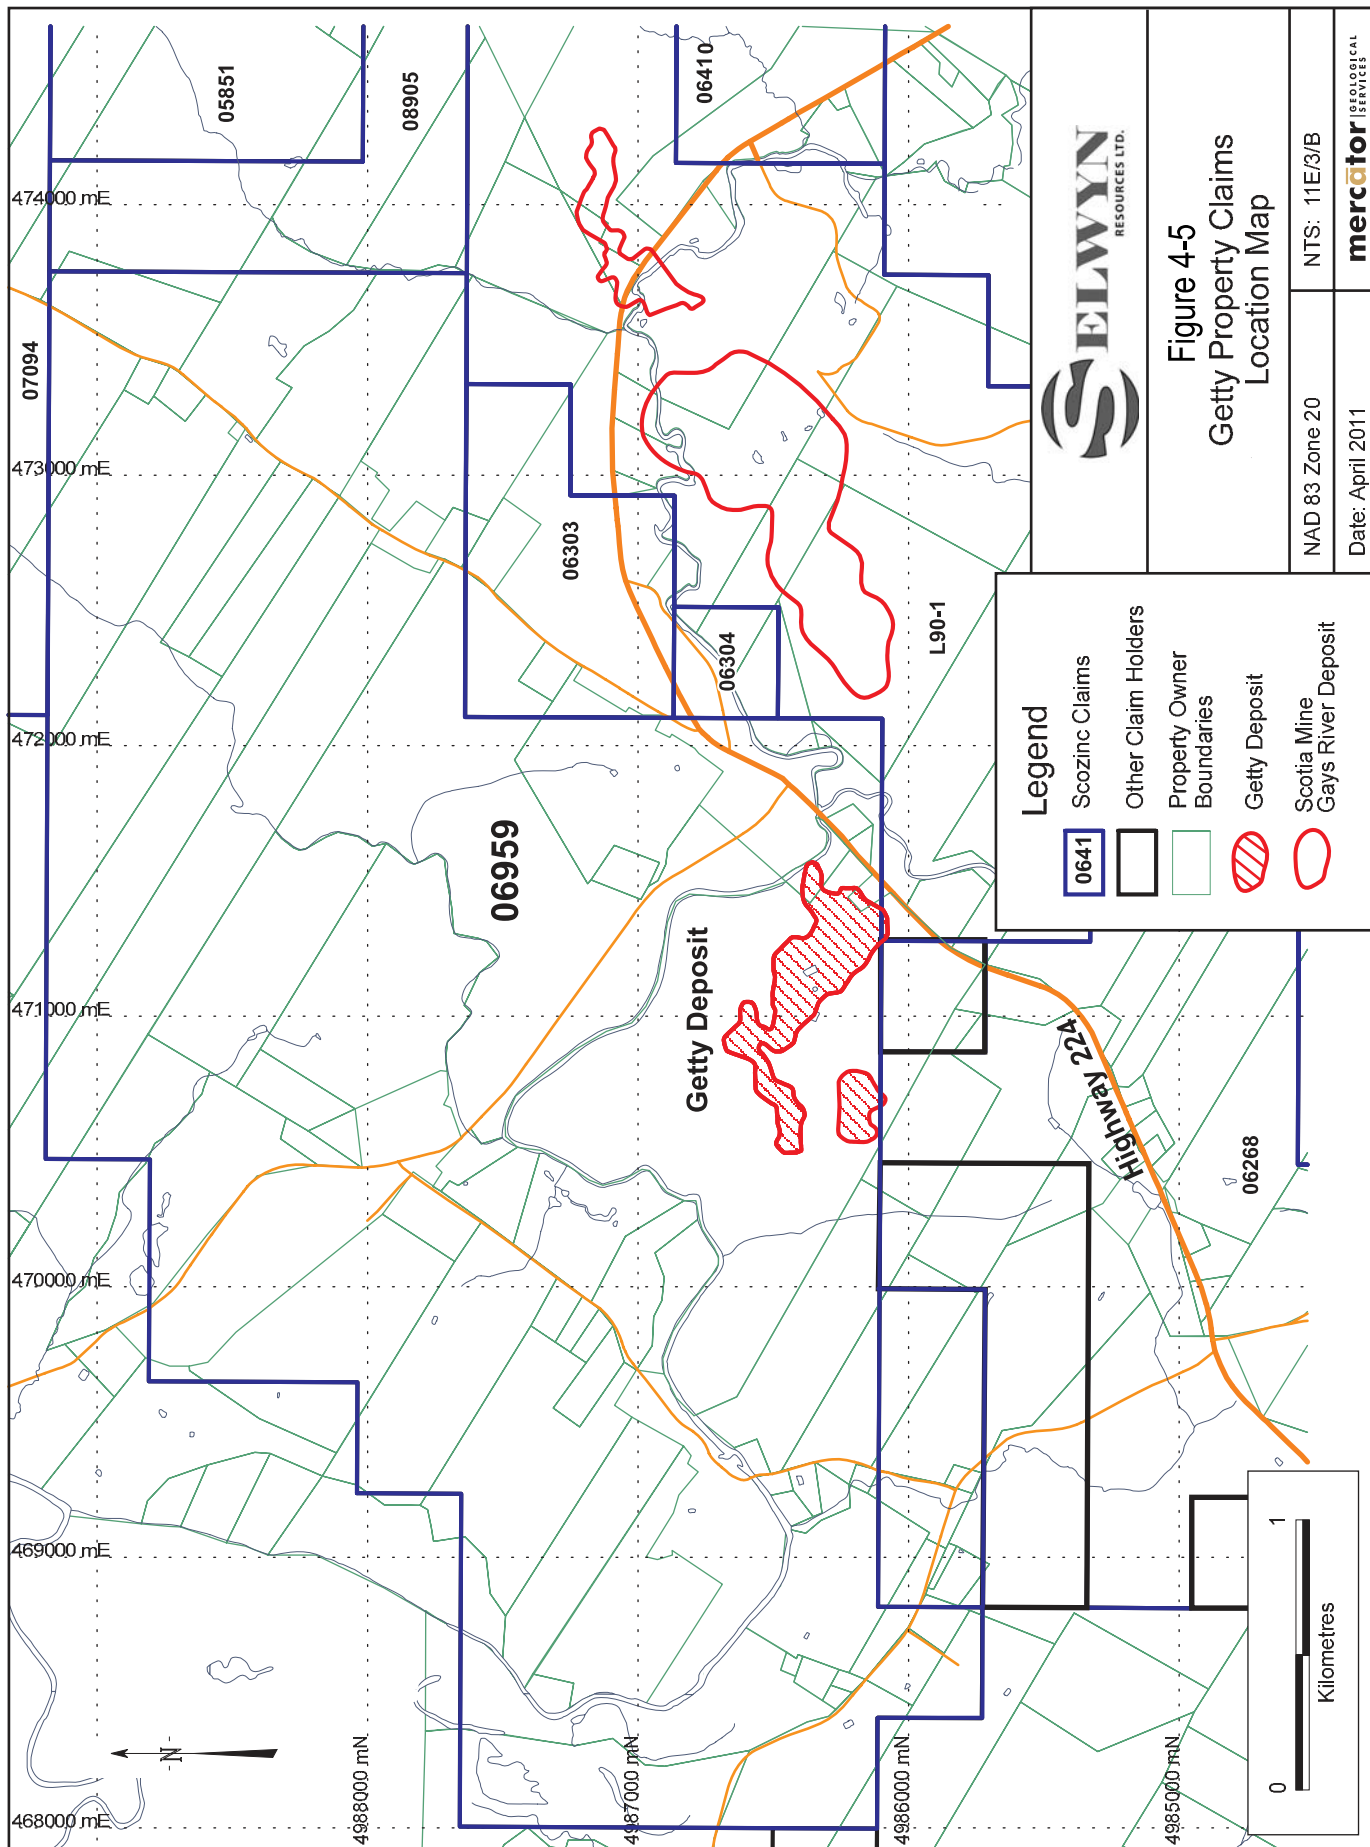 468000 mE
469000 mE
470000 mE
471000 mE
472000 mE
473000 mE
474000 mE
07094
05851
08905
06410
4988000 mN
4987000 mN
4986000 mN
4985000 mN
-N-
06959
06303
06304
Getty Deposit
L90-1
Highway 224
06268
0 1
Kilometres
Legend
0641 Scozinc Claims
Other Claim Holders
Property Owner
Boundaries
Getty Deposit
Scotia Mine
Gays River Deposit
SELWYN
RESOURCES LTD.
Figure 4-5
Getty Property Claims
Location Map
NAD 83 Zone 20
NTS: 11E/3/B
Date: April 2011
mercator GEOLOGICAL
SERVICES